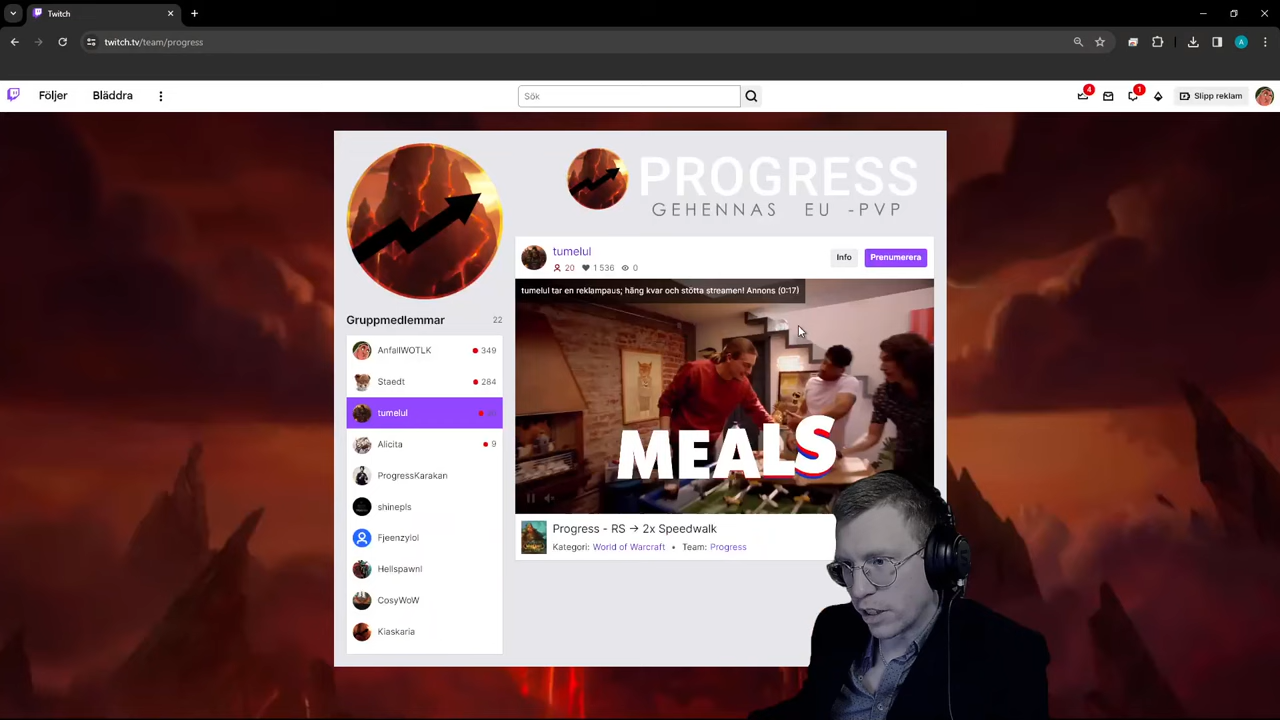 Twitch
twitch.tv/team/progress
A
Följer
Bläddra
Sök
4
1
Slipp reklam
PROGRESS
GEHENNAS EU -PVP
tumelul
20 1 536 0
Info
Prenumerera
tumelul tar en reklampaus; häng kvar och stötta streamen! Annons (0:17)
MEALS
Progress - RS → 2x Speedwalk
Kategori: World of Warcraft • Team: Progress
Gruppmedlemmar 22
AnfallWOTLK 349
Staedt 284
tumelul
Alicita 9
ProgressKarakan
shinepls
Fjeenzylol
Hellspawnl
CosyWoW
Kiaskaria